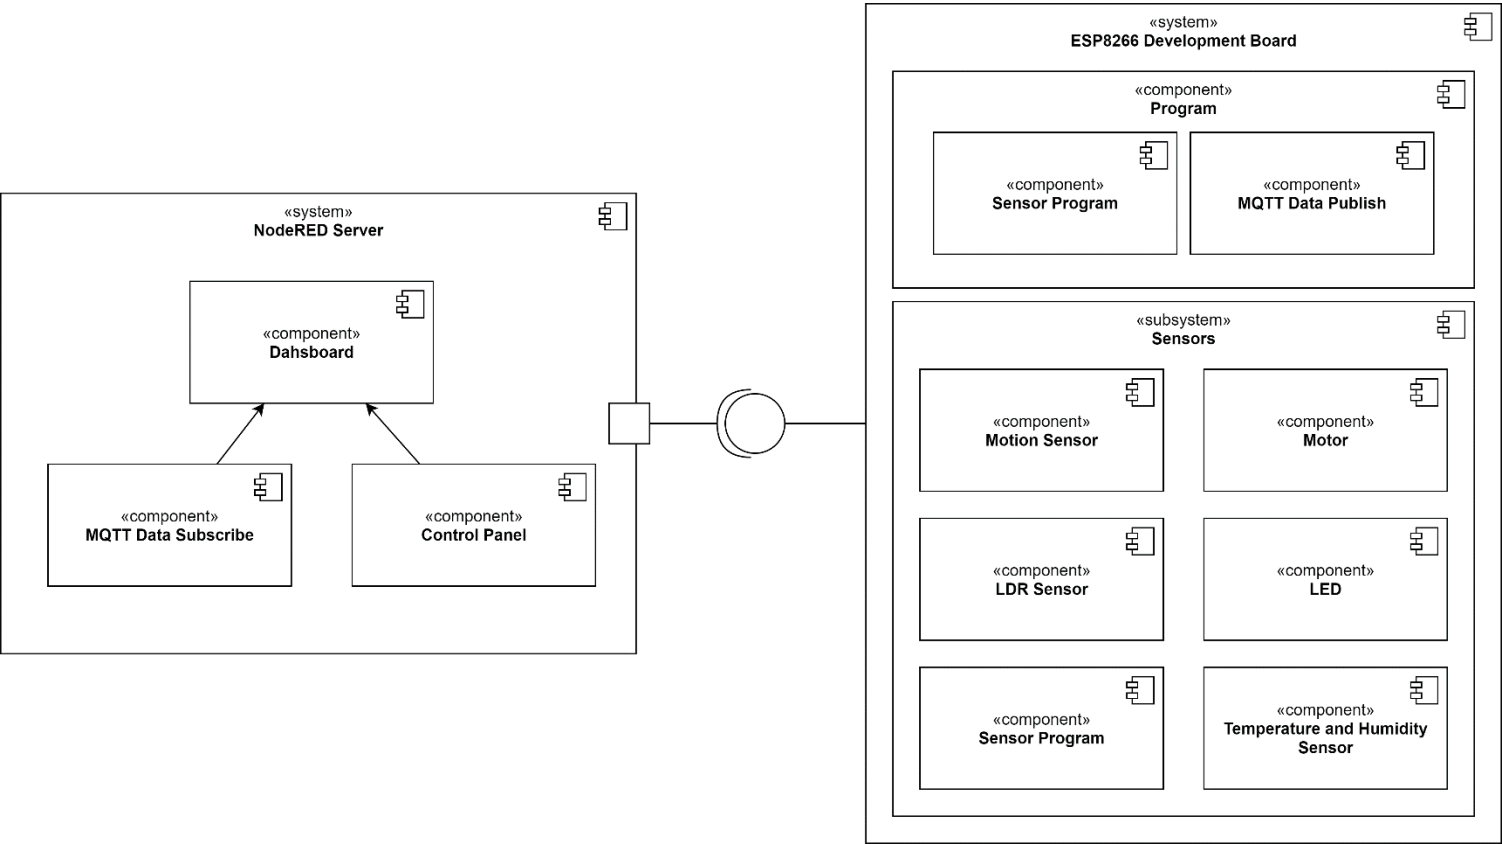 «system»
NodeRED Server
«component»
Dahsboard
«component»
MQTT Data Subscribe
«component»
Control Panel
«system»
ESP8266 Development Board
«component»
Program
«component»
Sensor Program
«component»
MQTT Data Publish
«subsystem»
Sensors
«component»
Motion Sensor
«component»
Motor
«component»
LDR Sensor
«component»
LED
«component»
Sensor Program
«component»
Temperature and Humidity
Sensor